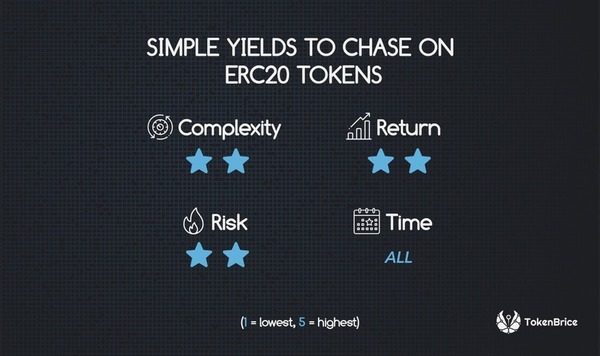 SIMPLE YIELDS TO CHASE ON
ERC20 TOKENS
Complexity
Return
Risk
Time
ALL
(1 = lowest, 5 = highest)
TokenBrice